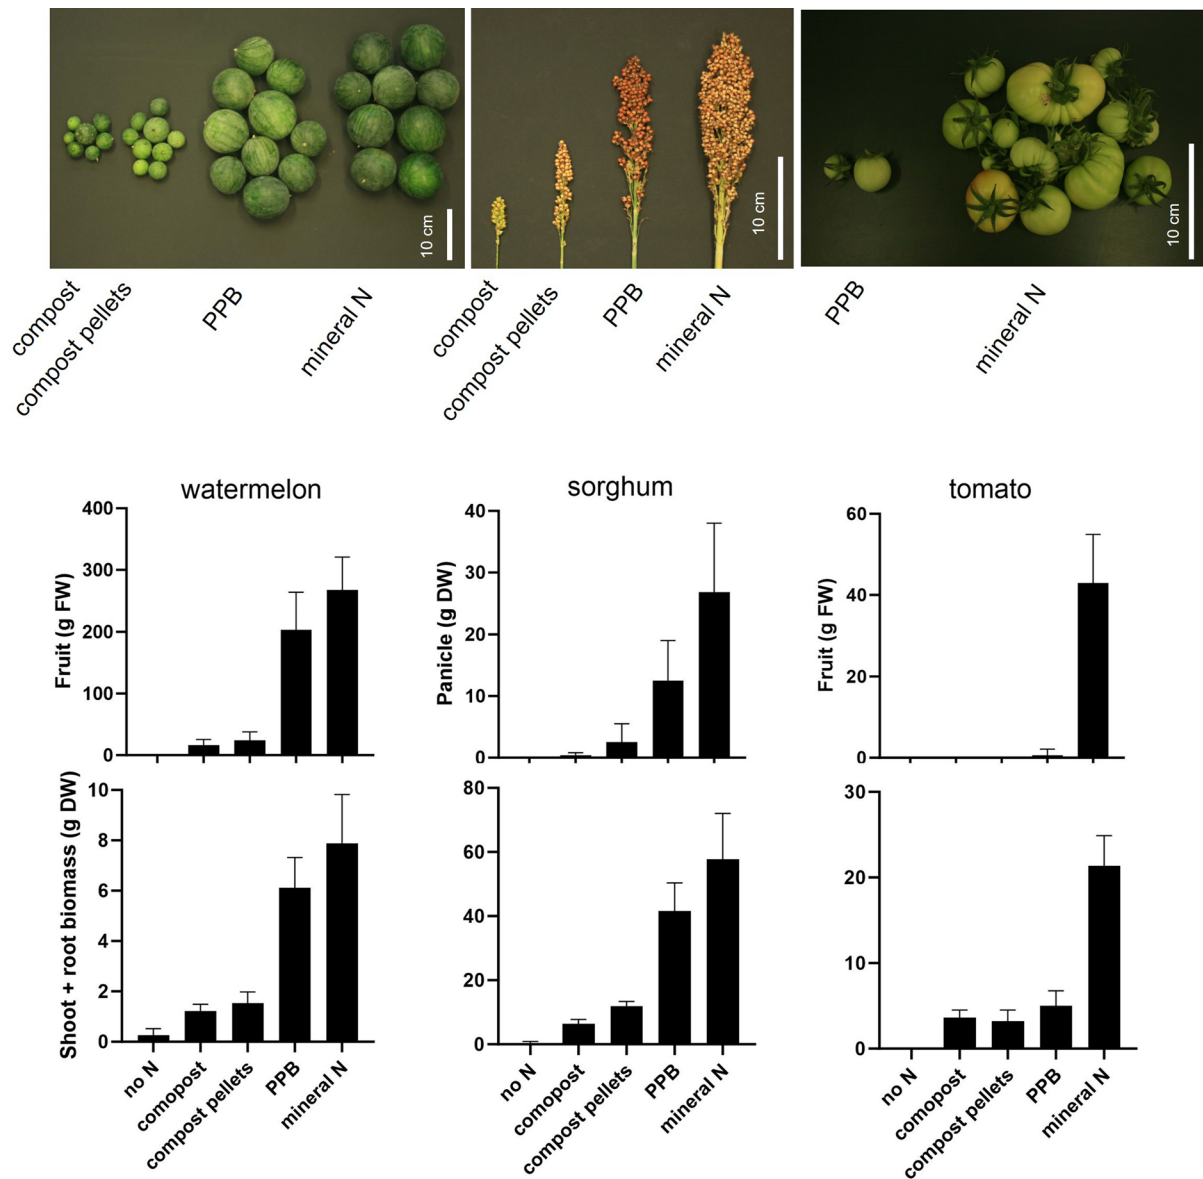 10 cm
10 cm
10 cm
compost
compost pellets
PPB
mineral N
compost
compost pellets
PPB
mineral N
PPB
mineral N
watermelon
sorghum
tomato
Fruit (g FW)
400
300
200
100
0
Panicle (g DW)
40
30
20
10
0
Fruit (g FW)
60
40
20
0
Shoot + root biomass (g DW)
10
8
6
4
2
0
80
60
40
20
0
30
20
10
0
no N
comopost
compost pellets
PPB
mineral N
no N
comopost
compost pellets
PPB
mineral N
no N
comopost
compost pellets
PPB
mineral N